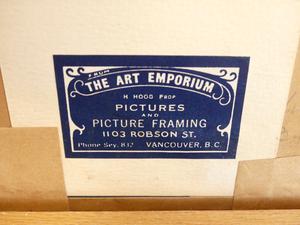 FROM
THE ART EMPORIUM
H HOOD PROP
PICTURES
AND
PICTURE FRAMING
1103 ROBSON ST.
Phone Sey. 832 VANCOUVER, B.C.